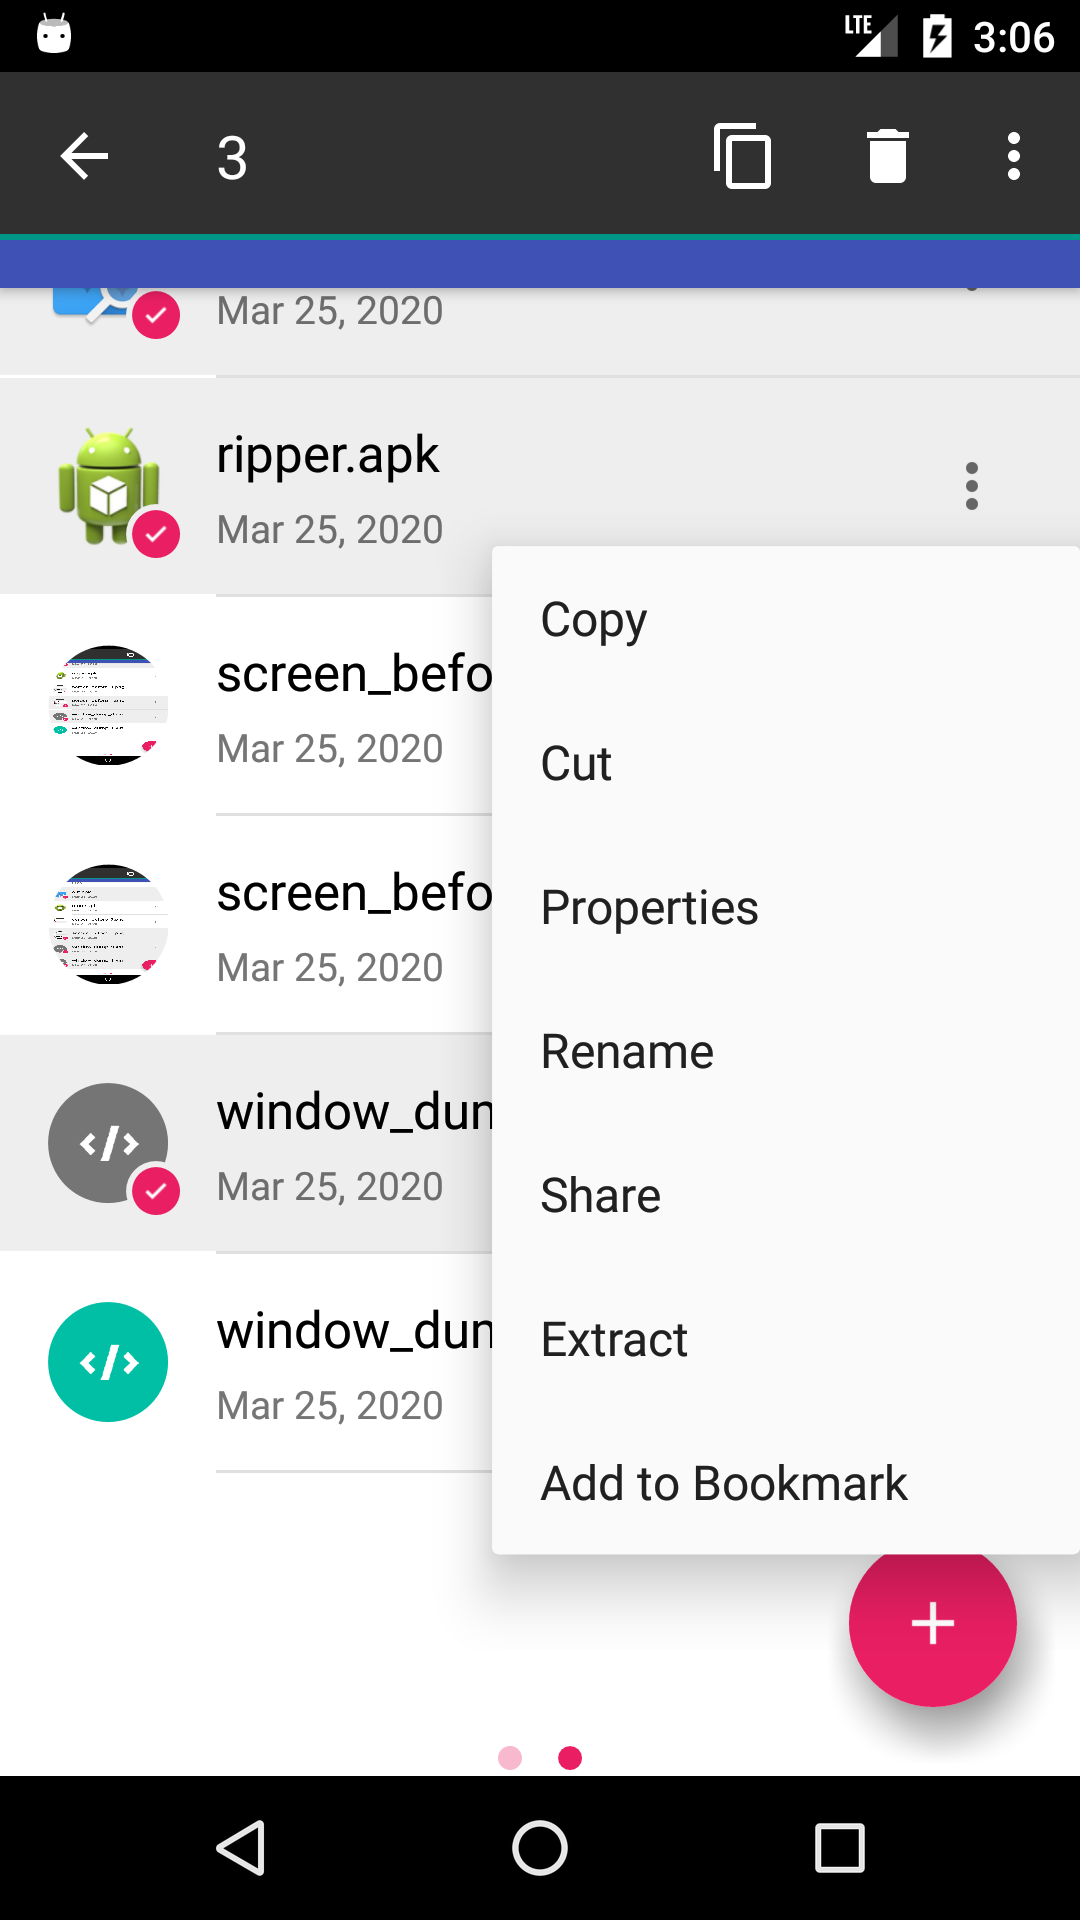 LTE 3:06
3
Mar 25, 2020
ripper.apk
Mar 25, 2020
screen_befo
Mar 25, 2020
screen_befo
Mar 25, 2020
window_dun
Mar 25, 2020
window_dun
Mar 25, 2020
Copy
Cut
Properties
Rename
Share
Extract
Add to Bookmark